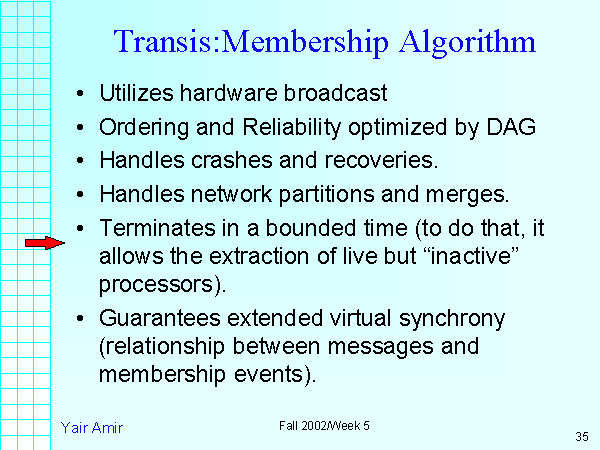 Transis:Membership Algorithm
• Utilizes hardware broadcast
• Ordering and Reliability optimized by DAG
• Handles crashes and recoveries.
• Handles network partitions and merges.
• Terminates in a bounded time (to do that, it
allows the extraction of live but “inactive”
processors).
• Guarantees extended virtual synchrony
(relationship between messages and
membership events).
Yair Amir
Fall 2002/Week 5
35